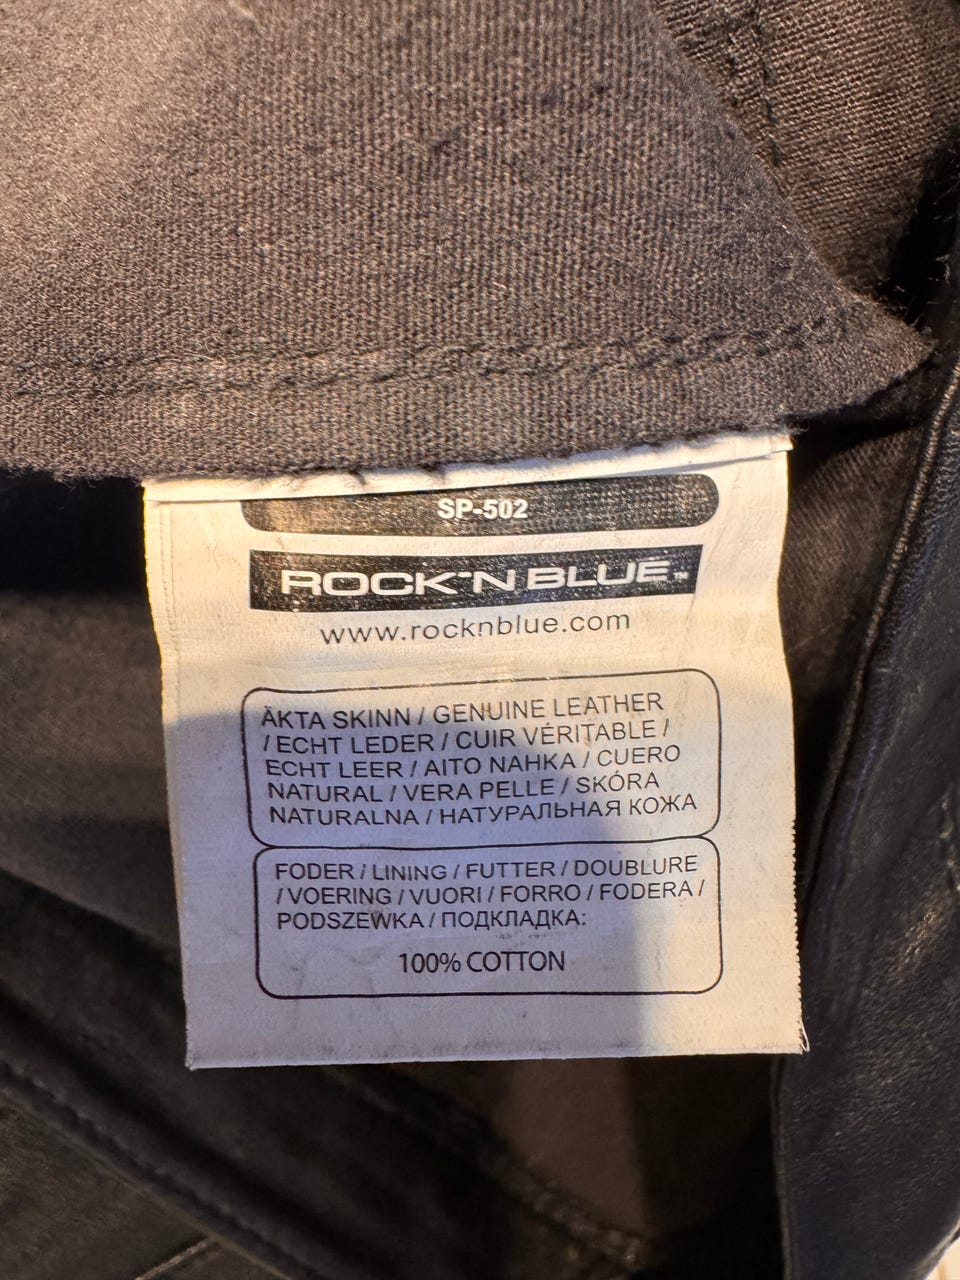 SP-502
ROCK'N BLUE™
www.rocknblue.com
ÄKTA SKINN / GENUINE LEATHER
/ ECHT LEDER / CUIR VÉRITABLE /
ECHT LEER / AITO NAHKA / CUERO
NATURAL / VERA PELLE / SKÓRA
NATURALNA / НАТУРАЛЬНАЯ КОЖА
FODER / LINING / FUTTER / DOUBLURE
/ VOERING / VUORI / FORRO / FODERA /
PODSZEWKA / ПОДКЛАДКА:
100% COTTON